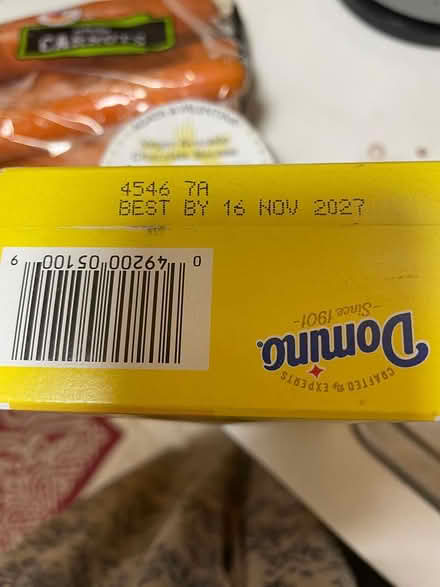 CARROTS
4546 7A
BEST BY 16 NOV 2027
0 49200 05100 9
Domino.
-Since 1901-
CRAFTED by EXPERTS